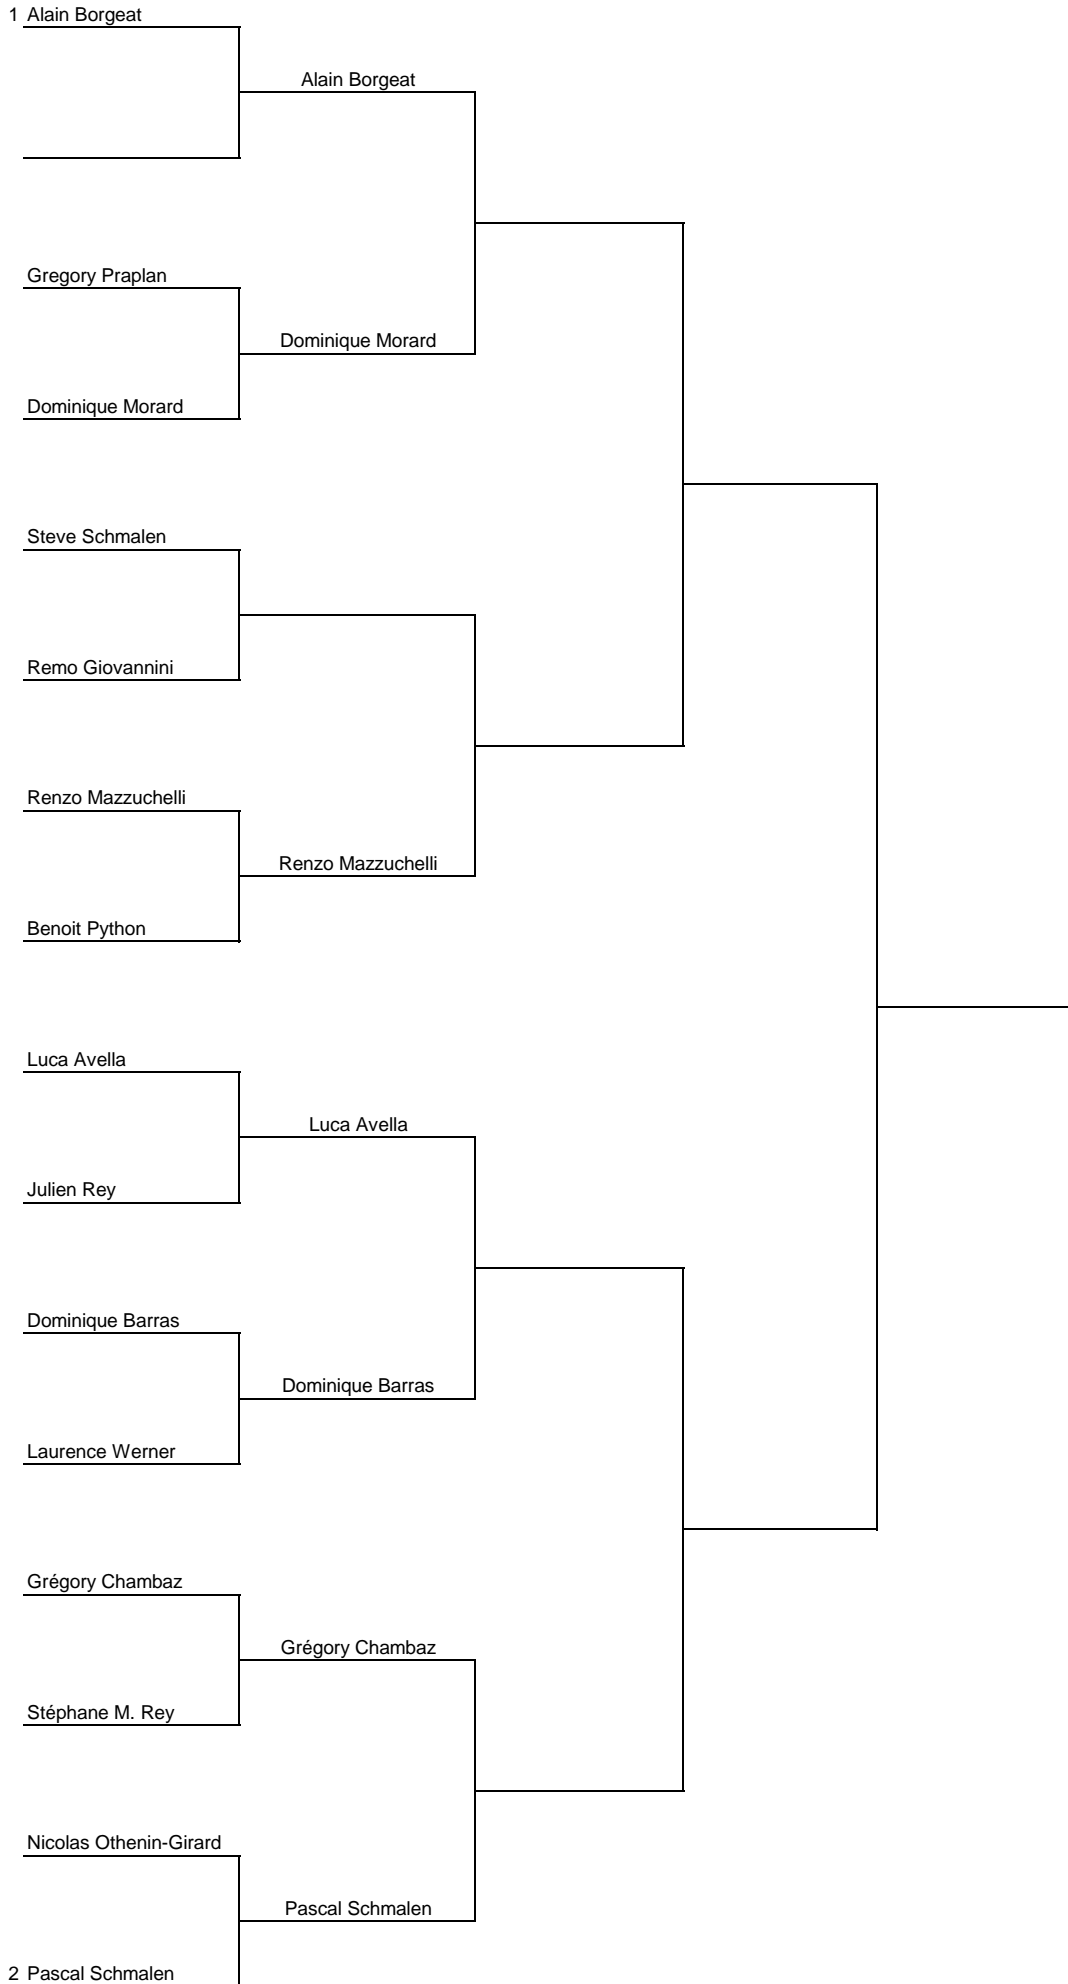 1 Alain Borgeat
Alain Borgeat
Gregory Praplan
Dominique Morard
Dominique Morard
Steve Schmalen
Remo Giovannini
Renzo Mazzuchelli
Renzo Mazzuchelli
Benoit Python
Luca Avella
Luca Avella
Julien Rey
Dominique Barras
Dominique Barras
Laurence Werner
Grégory Chambaz
Grégory Chambaz
Stéphane M. Rey
Nicolas Othenin-Girard
Pascal Schmalen
2 Pascal Schmalen